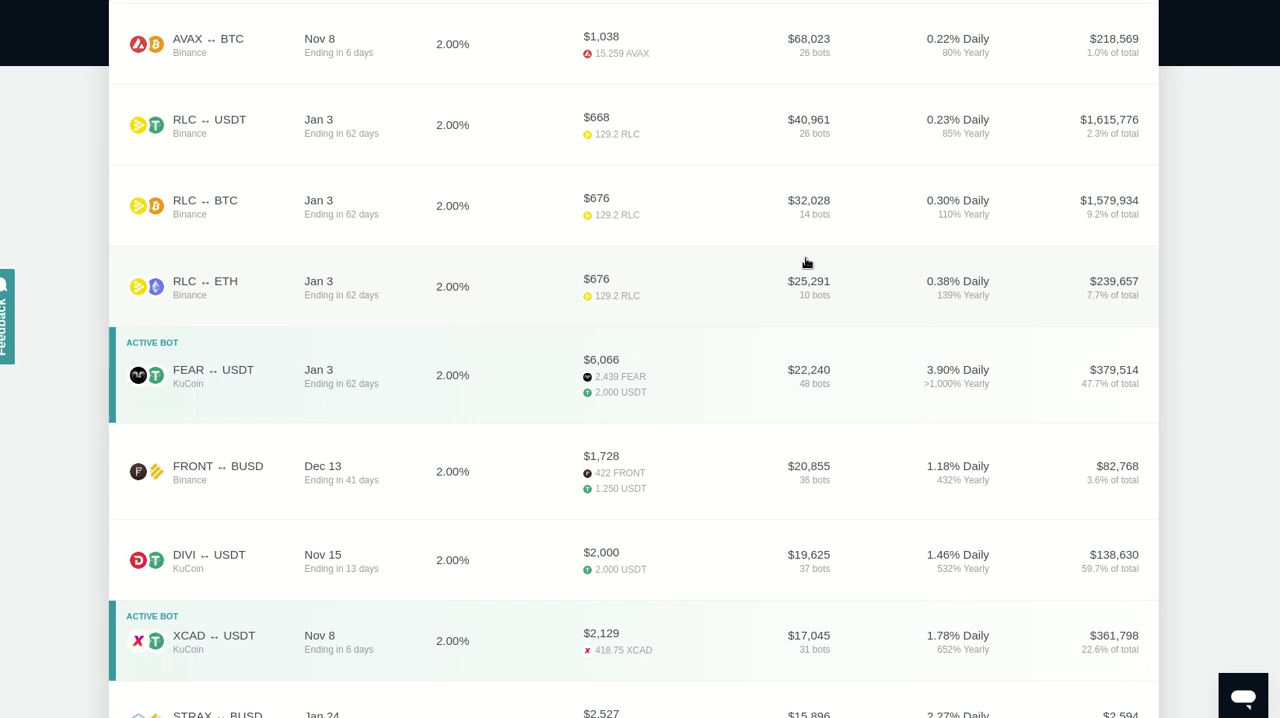 AVAX ↔ BTC
Binance
Nov 8
Ending in 6 days
2.00%
$1,038
15.259 AVAX
$68,023
26 bots
0.22% Daily
80% Yearly
$218,569
1.0% of total
RLC ↔ USDT
Binance
Jan 3
Ending in 62 days
2.00%
$668
129.2 RLC
$40,961
26 bots
0.23% Daily
85% Yearly
$1,615,776
2.3% of total
RLC ↔ BTC
Binance
Jan 3
Ending in 62 days
2.00%
$676
129.2 RLC
$32,028
14 bots
0.30% Daily
110% Yearly
$1,579,934
9.2% of total
RLC ↔ ETH
Binance
Jan 3
Ending in 62 days
2.00%
$676
129.2 RLC
$25,291
10 bots
0.38% Daily
139% Yearly
$239,657
7.7% of total
Feedback
ACTIVE BOT
FEAR ↔ USDT
KuCoin
Jan 3
Ending in 62 days
2.00%
$6,066
2,439 FEAR
2,000 USDT
$22,240
48 bots
3.90% Daily
>1,000% Yearly
$379,514
47.7% of total
FRONT ↔ BUSD
Binance
Dec 13
Ending in 41 days
2.00%
$1,728
422 FRONT
1,250 USDT
$20,855
36 bots
1.18% Daily
432% Yearly
$82,768
3.6% of total
DIVI ↔ USDT
KuCoin
Nov 15
Ending in 13 days
2.00%
$2,000
2,000 USDT
$19,625
37 bots
1.46% Daily
532% Yearly
$138,630
59.7% of total
ACTIVE BOT
XCAD ↔ USDT
KuCoin
Nov 8
Ending in 6 days
2.00%
$2,129
418.75 XCAD
$17,045
31 bots
1.78% Daily
652% Yearly
$361,798
22.6% of total
STRAX ↔ BUSD
Jan 24
$2,527
$15,896
2.27% Daily
$2,594